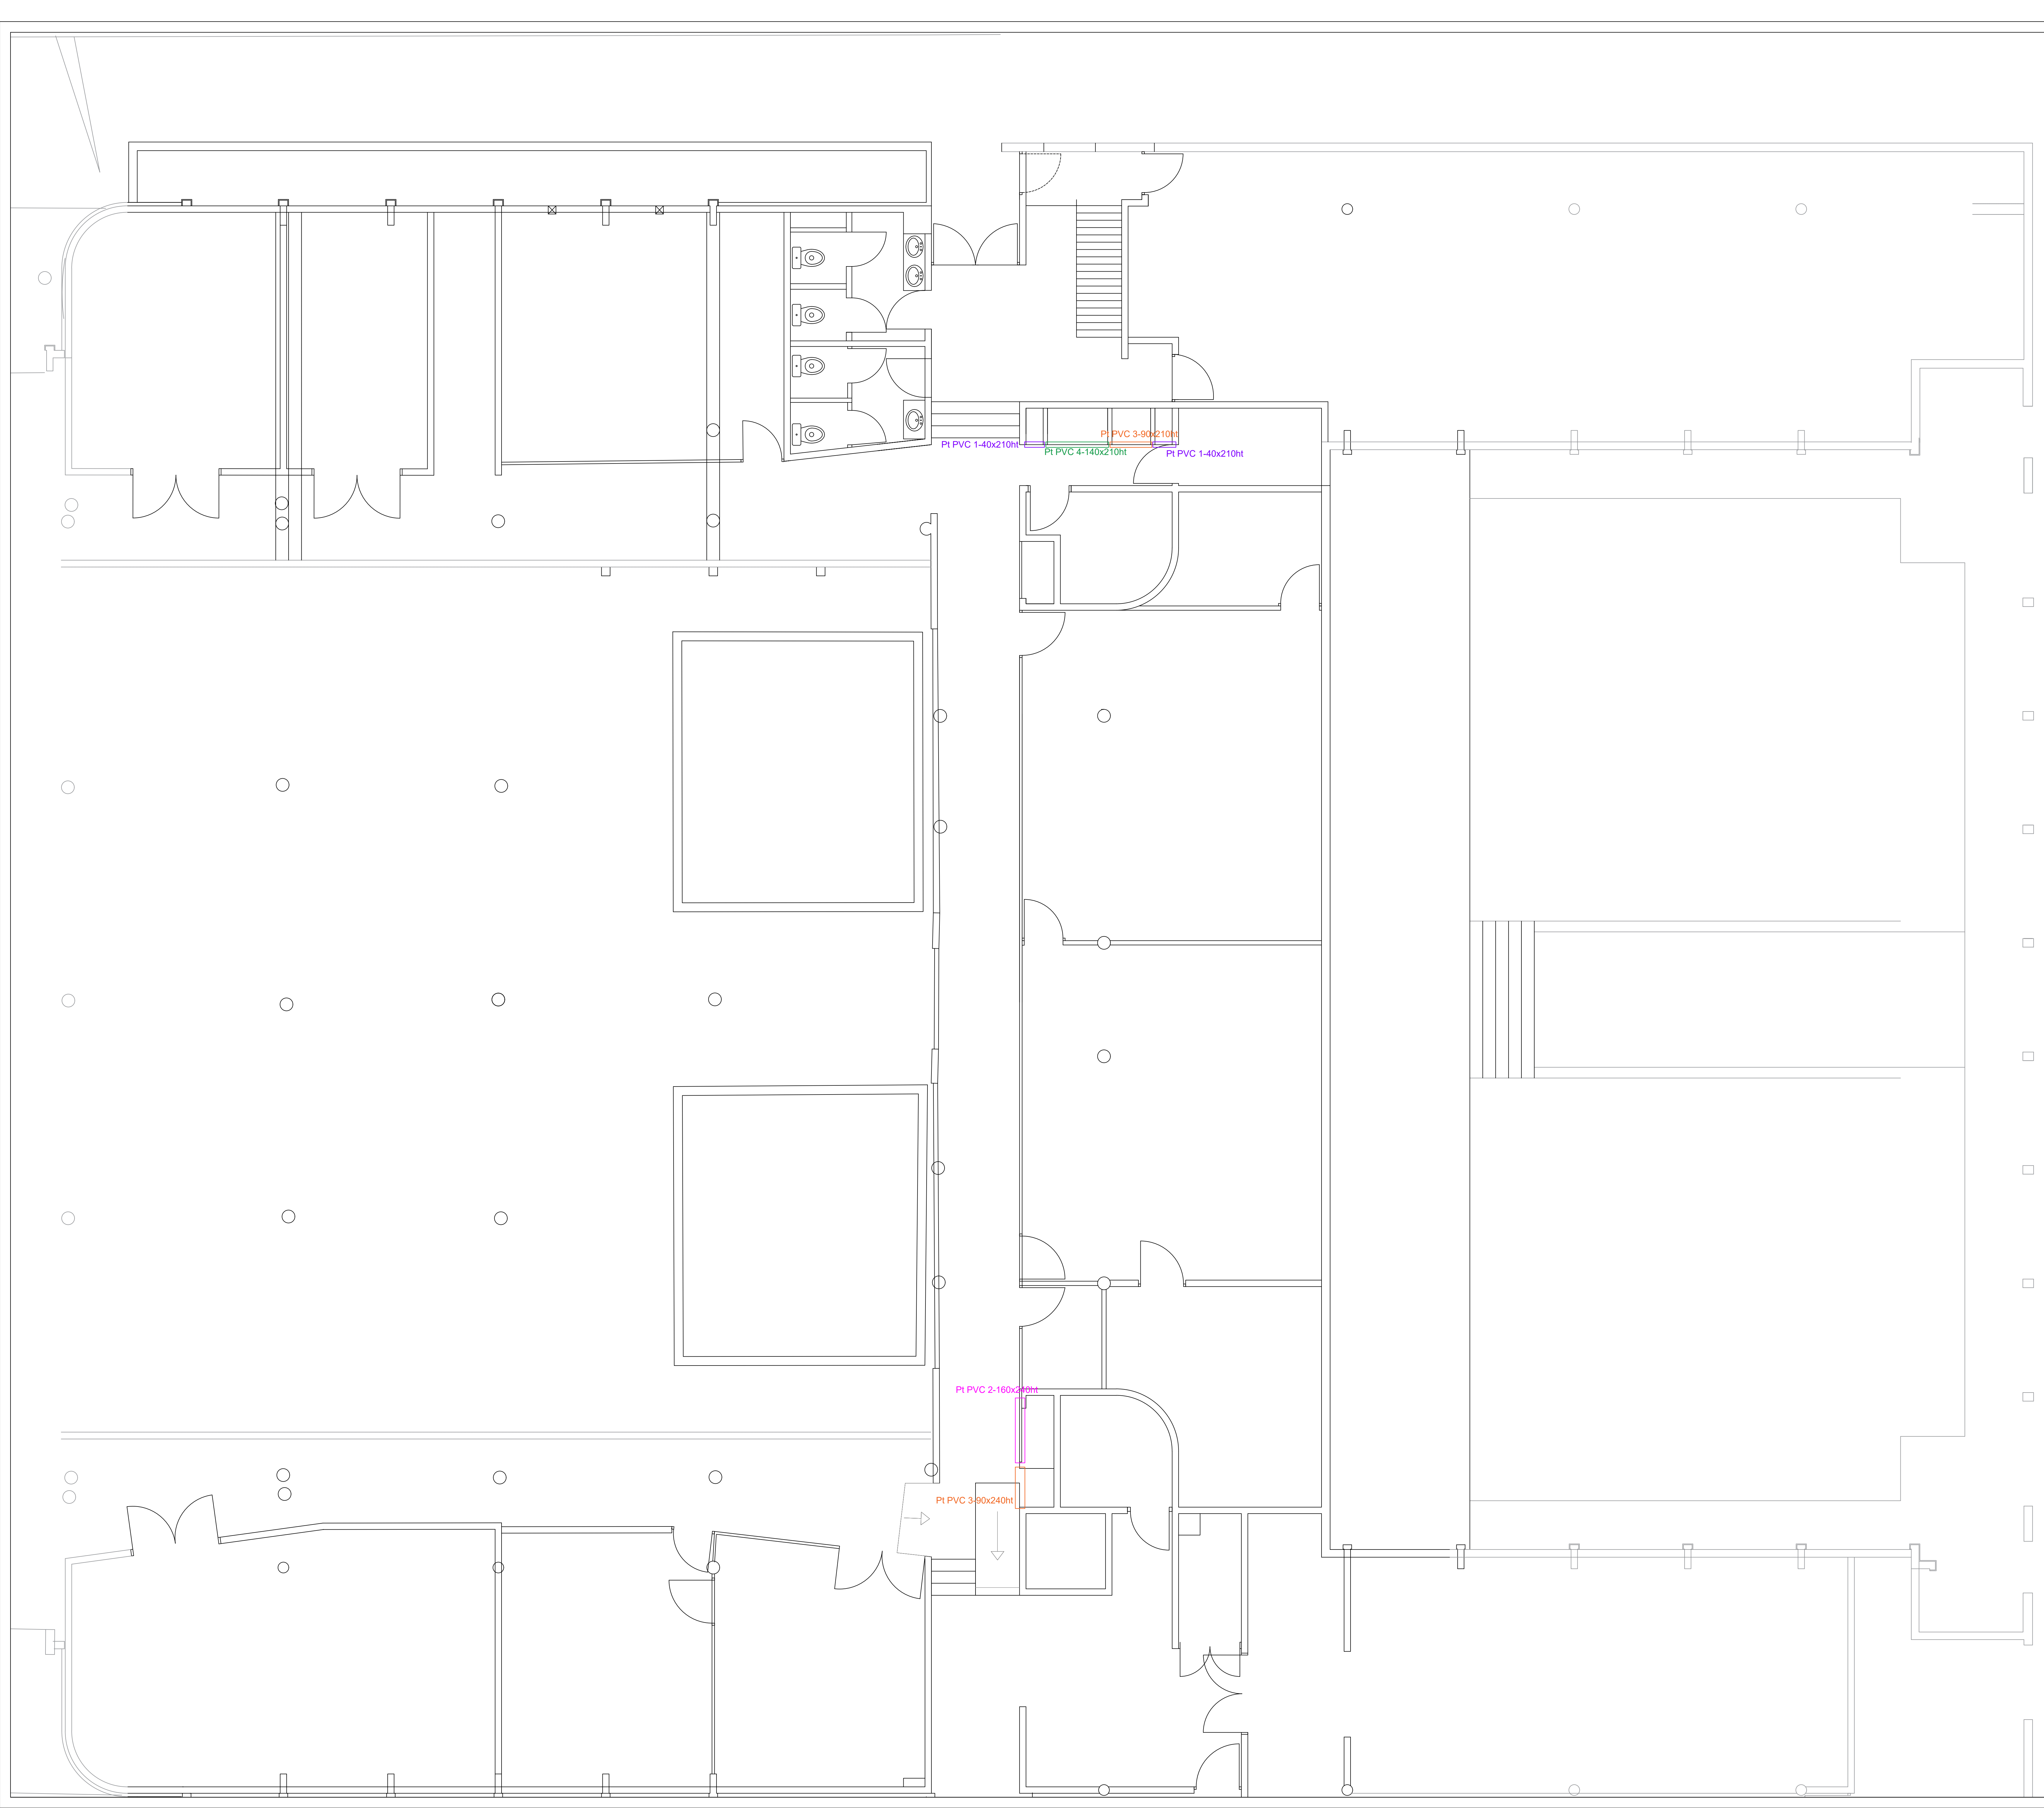 Pt PVC 3-90x210ht
Pt PVC 1-40x210ht
Pt PVC 4-140x210ht
Pt PVC 1-40x210ht
Pt PVC 2-160x240ht
Pt PVC 3-90x240ht